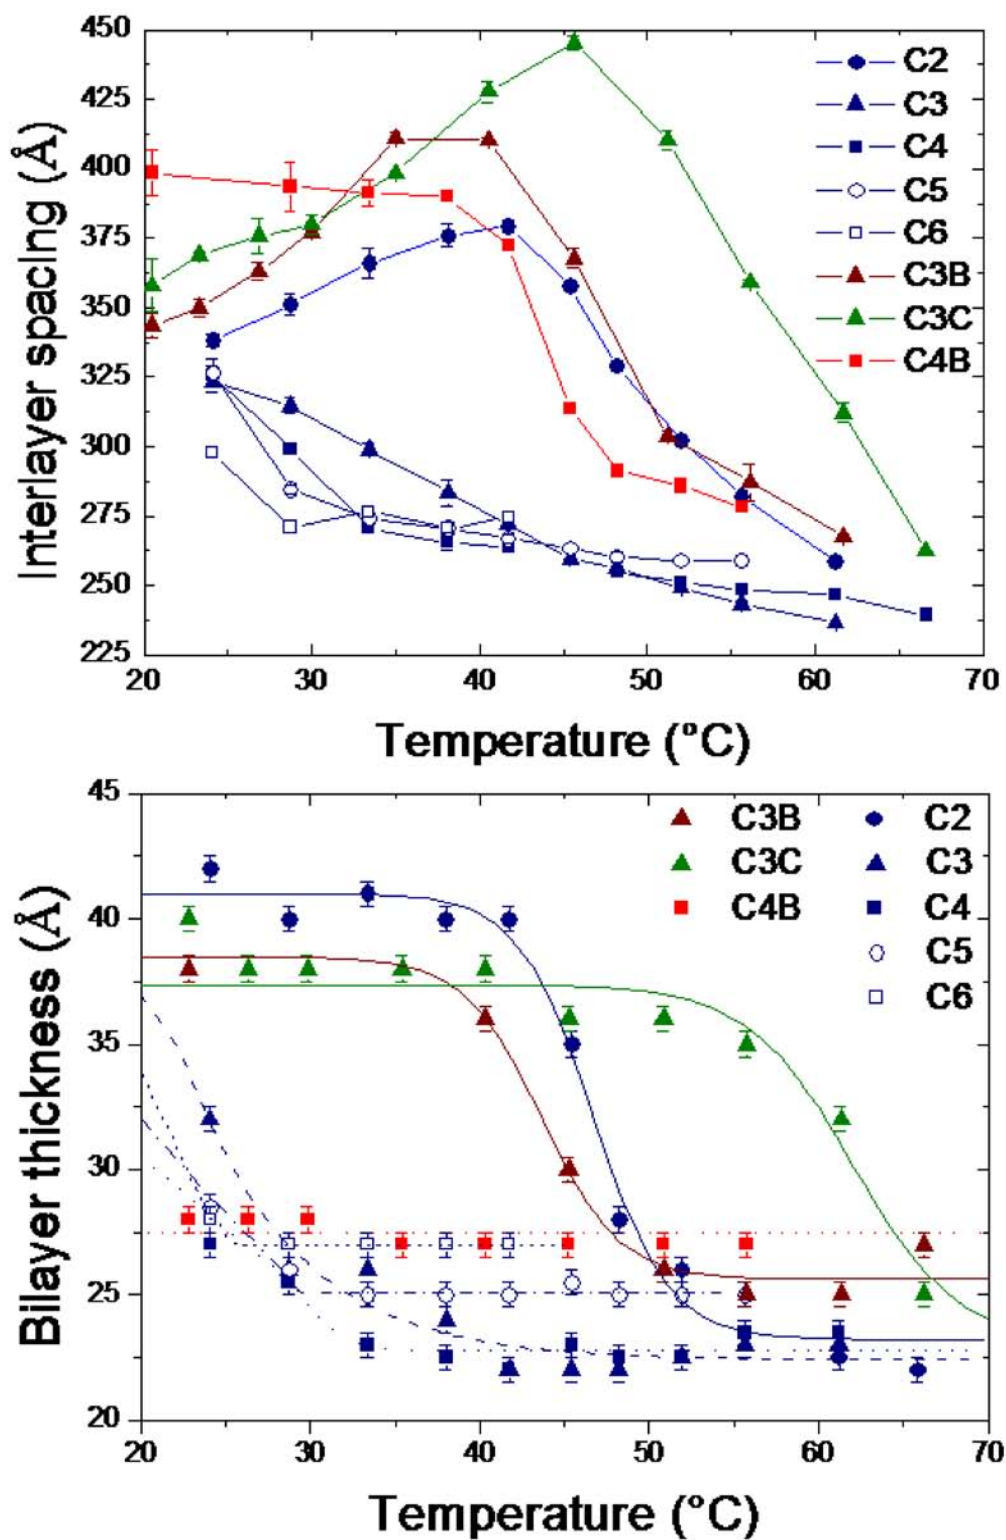 450
425
400
375
350
325
300
275
250
225
20
30
40
50
60
70
Interlayer spacing (Å)
Temperature (°C)
C2
C3
C4
C5
C6
C3B
C3C
C4B
45
40
35
30
25
20
20
30
40
50
60
70
Bilayer thickness (Å)
Temperature (°C)
C3B
C3C
C4B
C2
C3
C4
C5
C6